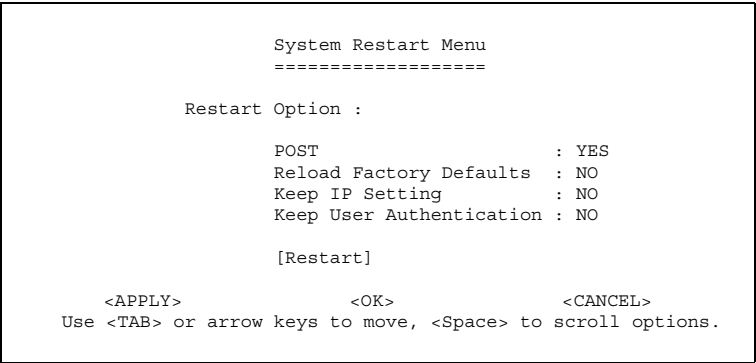 System Restart Menu
===================
Restart Option :
POST : YES
Reload Factory Defaults : NO
Keep IP Setting : NO
Keep User Authentication : NO
[Restart]
<APPLY> <OK> <CANCEL>
Use <TAB> or arrow keys to move, <Space> to scroll options.